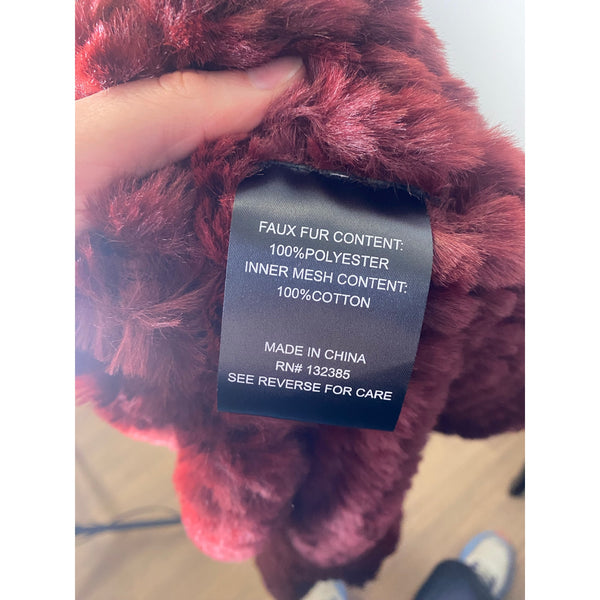 FAUX FUR CONTENT:
100%POLYESTER
INNER MESH CONTENT:
100%COTTON
MADE IN CHINA
RN# 132385
SEE REVERSE FOR CARE